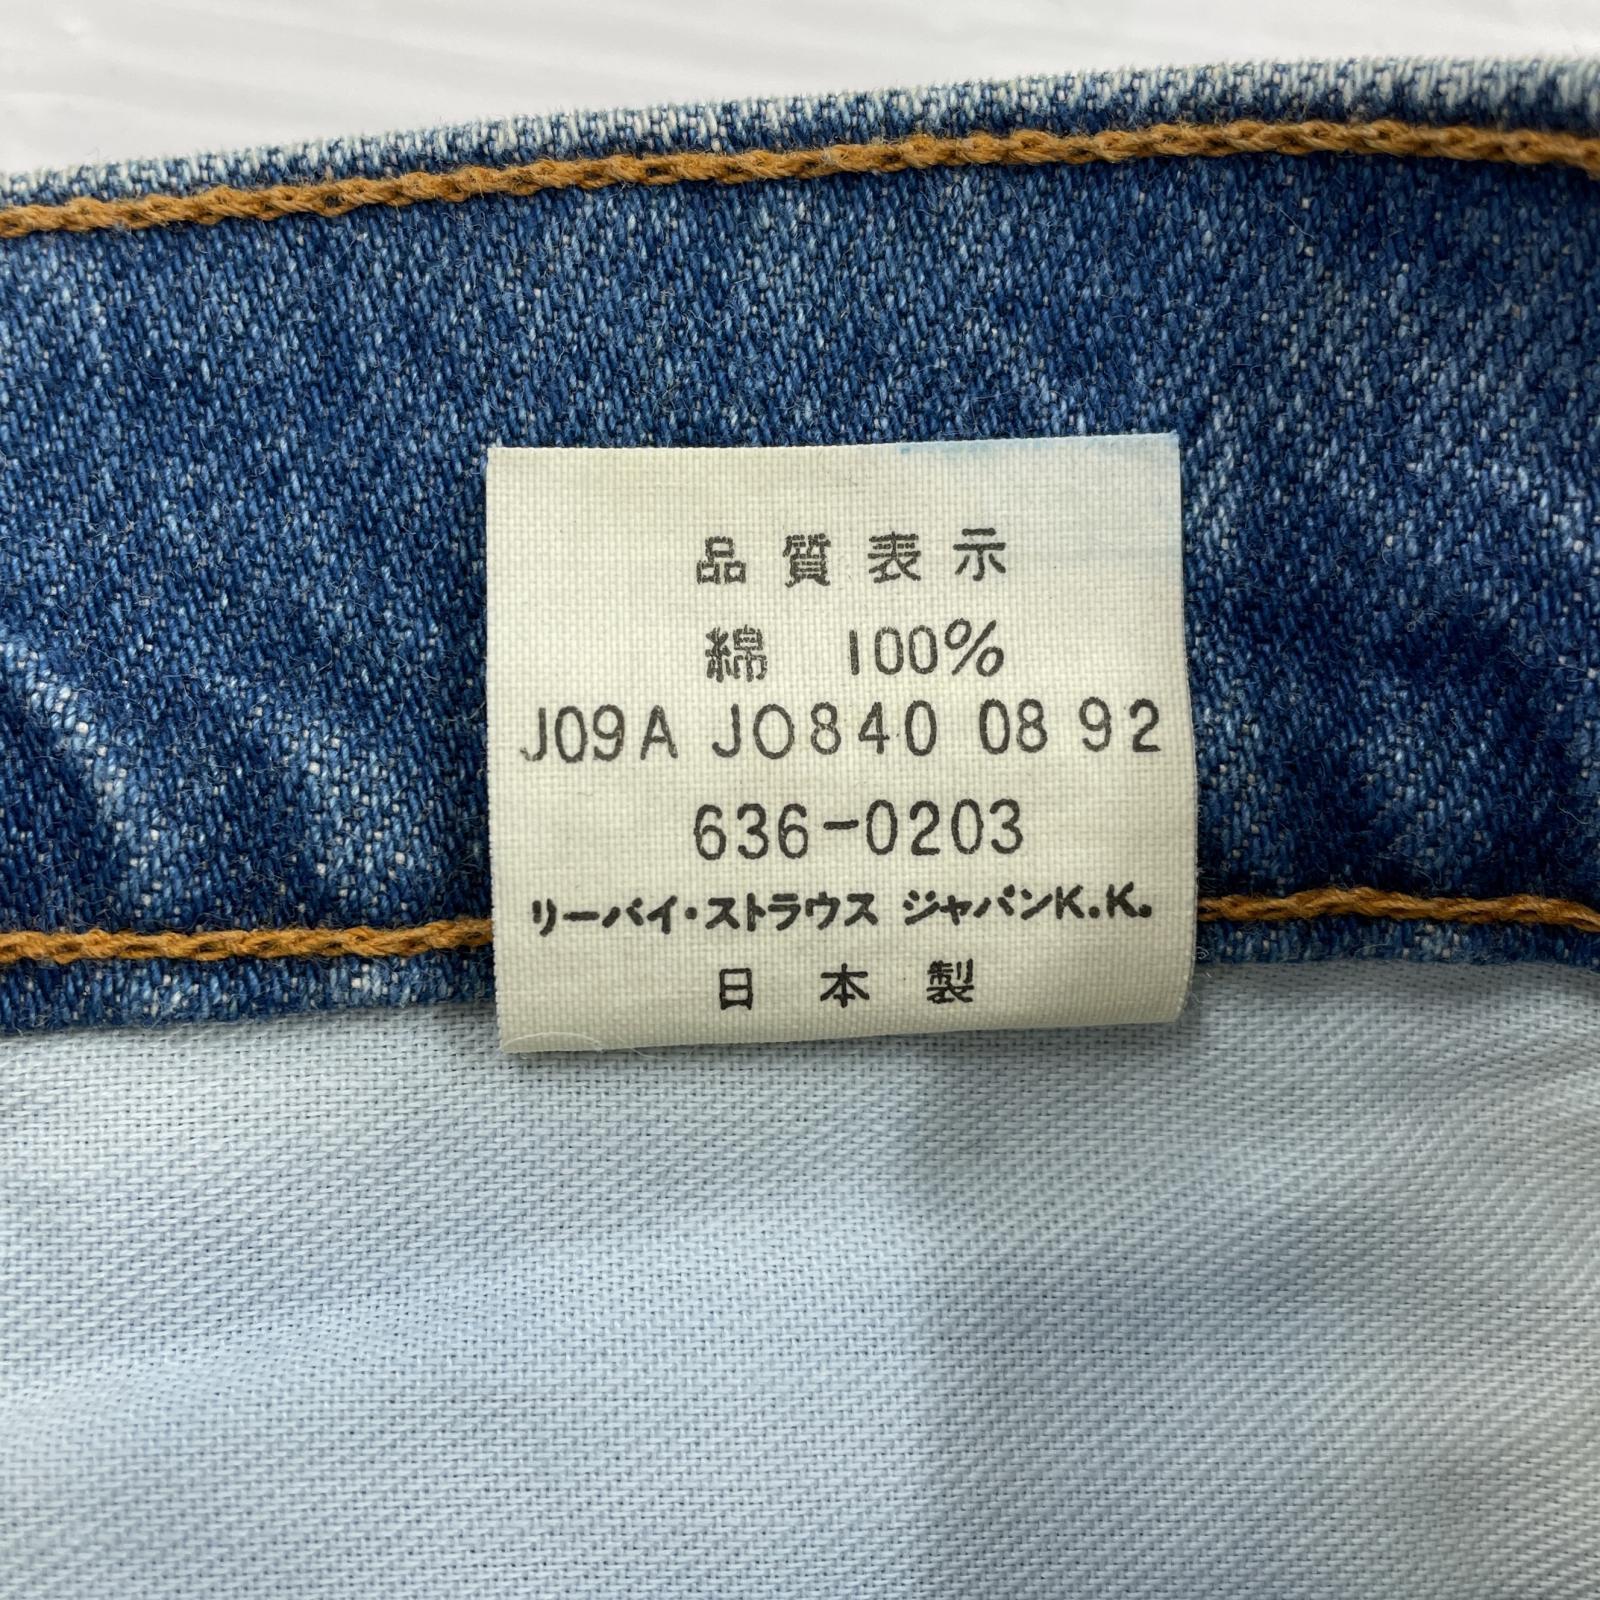 品質表示
綿 100%
J09A J0840 08 92
636-0203
リーバイ・ストラウス ジャパンK.K.
日本製